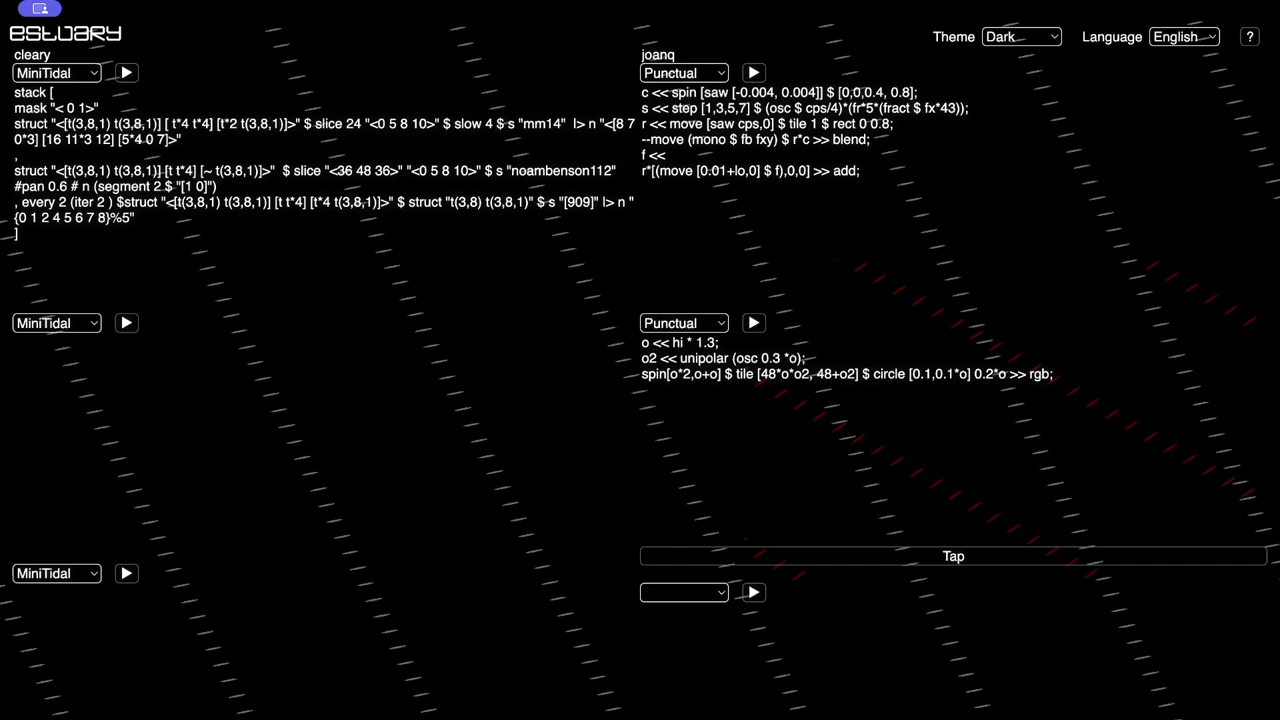 estuary
Theme Dark Language English ?
cleary
MiniTidal
stack [
mask "< 0 1>"
struct "<[t(3,8,1) t(3,8,1)] [ t*4 t*4] [t*2 t(3,8,1)]>" $ slice 24 "<0 5 8 10>" $ slow 4 $ s "mm14" |> n "<[8 7
0*3] [16 11*3 12] [5*4 0 7]>"
,
struct "<[t(3,8,1) t(3,8,1)] [t t*4] [~ t(3,8,1)]>" $ slice "<36 48 36>" "<0 5 8 10>" $ s "noambenson112"
#pan 0.6 # n (segment 2 $ "[1 0]")
, every 2 (iter 2 ) $struct "<[t(3,8,1) t(3,8,1)] [t t*4] [t*4 t(3,8,1)]>" $ struct "t(3,8) t(3,8,1)" $ s "[909]" |> n "
{0 1 2 4 5 6 7 8}%5"
]
MiniTidal
MiniTidal
joanq
Punctual
c << spin [saw [-0.004, 0.004]] $ [0,0,0.4, 0.8];
s << step [1,3,5,7] $ (osc $ cps/4)*(fr*5*(fract $ fx*43));
r << move [saw cps,0] $ tile 1 $ rect 0 0.8;
--move (mono $ fb fxy) $ r*c >> blend;
f <<
r*[(move [0.01+lo,0] $ f),0,0] >> add;
Punctual
o << hi * 1.3;
o2 << unipolar (osc 0.3 *o);
spin[o*2,o+o] $ tile [48*o*o2, 48+o2] $ circle [0.1,0.1*o] 0.2*o >> rgb;
Tap